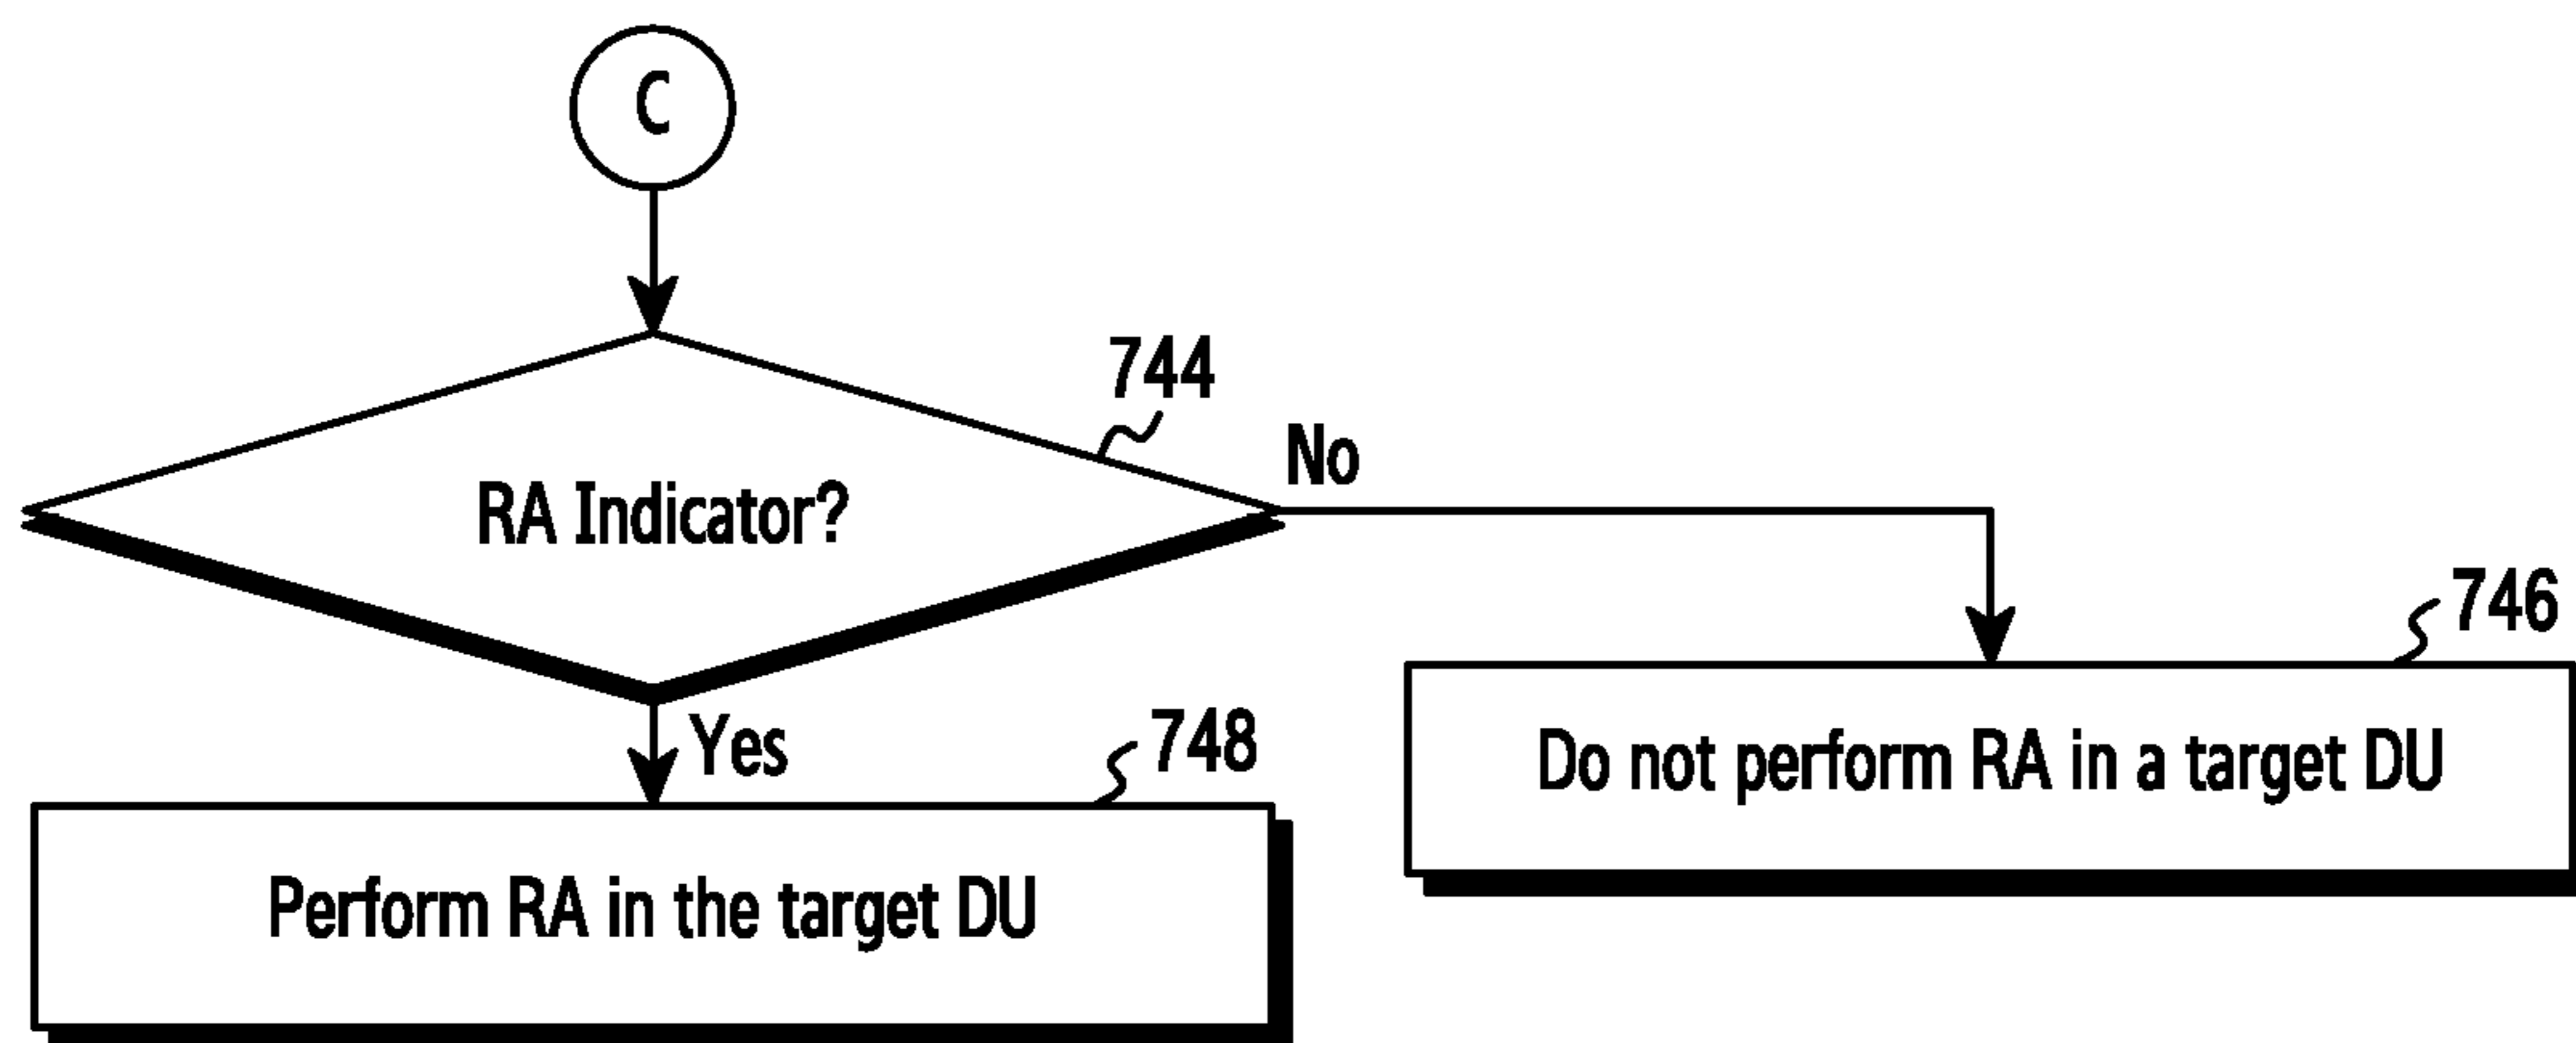 C
744
No
RA Indicator?
746
Yes
748
Do not perform RA in a target DU
Perform RA in the target DU